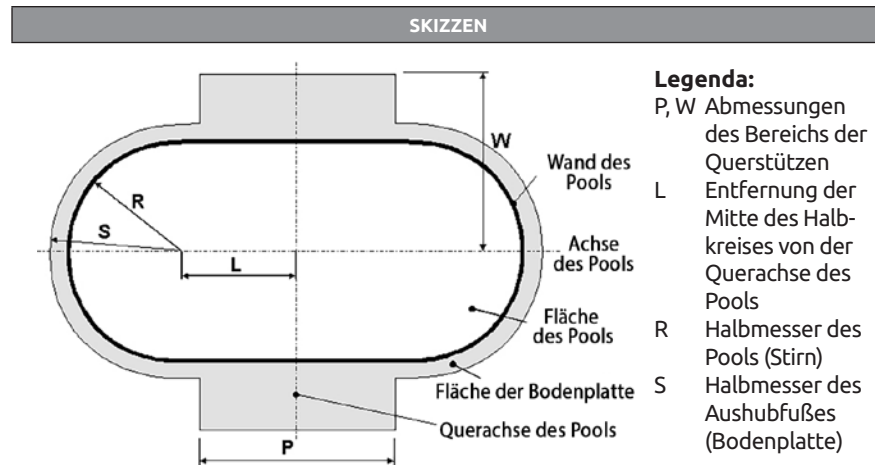 SKIZZEN
W
R
S
L
P
Wand des
Pools
Achse
des Pools
Fläche
des Pools
Fläche der Bodenplatte
Querachse des Pools
Legenda:
P, W Abmessungen
des Bereichs der
Querstützen
L Entfernung der
Mitte des Halb-
kreises von der
Querachse des
Pools
R Halbmesser des
Pools (Stirn)
S Halbmesser des
Aushubfußes
(Bodenplatte)